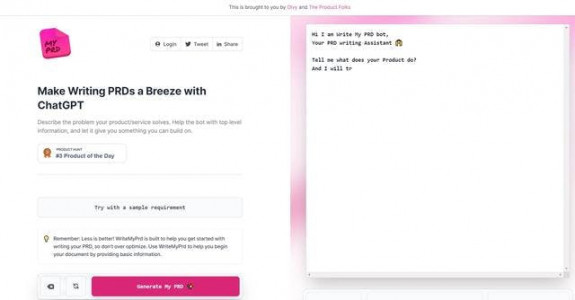 This is brought to you by Divy and The Product Folks
MY
PRD
Login
Tweet
Share
Make Writing PRDs a Breeze with
ChatGPT
Describe the problem your product/service solves. Help the bot with top level
information, and let it give you something you can build on.
PRODUCT HUNT
#3 Product of the Day
Try with a sample requirement
Remember: Less is better! WriteMyPrd is built to help you get started with
writing your PRD, so don't over optimize. Use WriteMyPrd to help you begin
your document by providing basic information.
Generate My PRD
Hi I am Write My PRD bot,
Your PRD writing Assistant
Tell me what does your Product do?
And I will tr